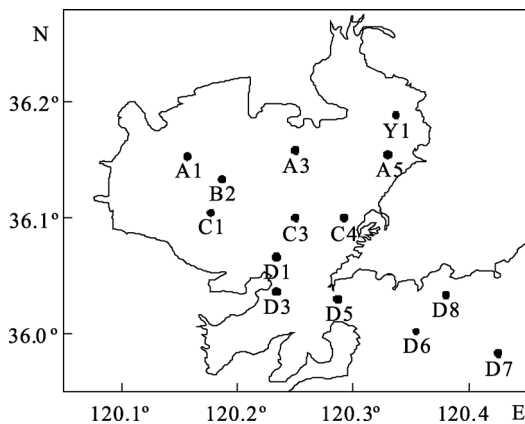 N
36.2°
Y1
A3
A1
A5
B2
36.1°
C1
C3
C4
D1
D3
D5
D8
36.0°
D6
D7
120.1°
120.2°
120.3°
120.4°
E